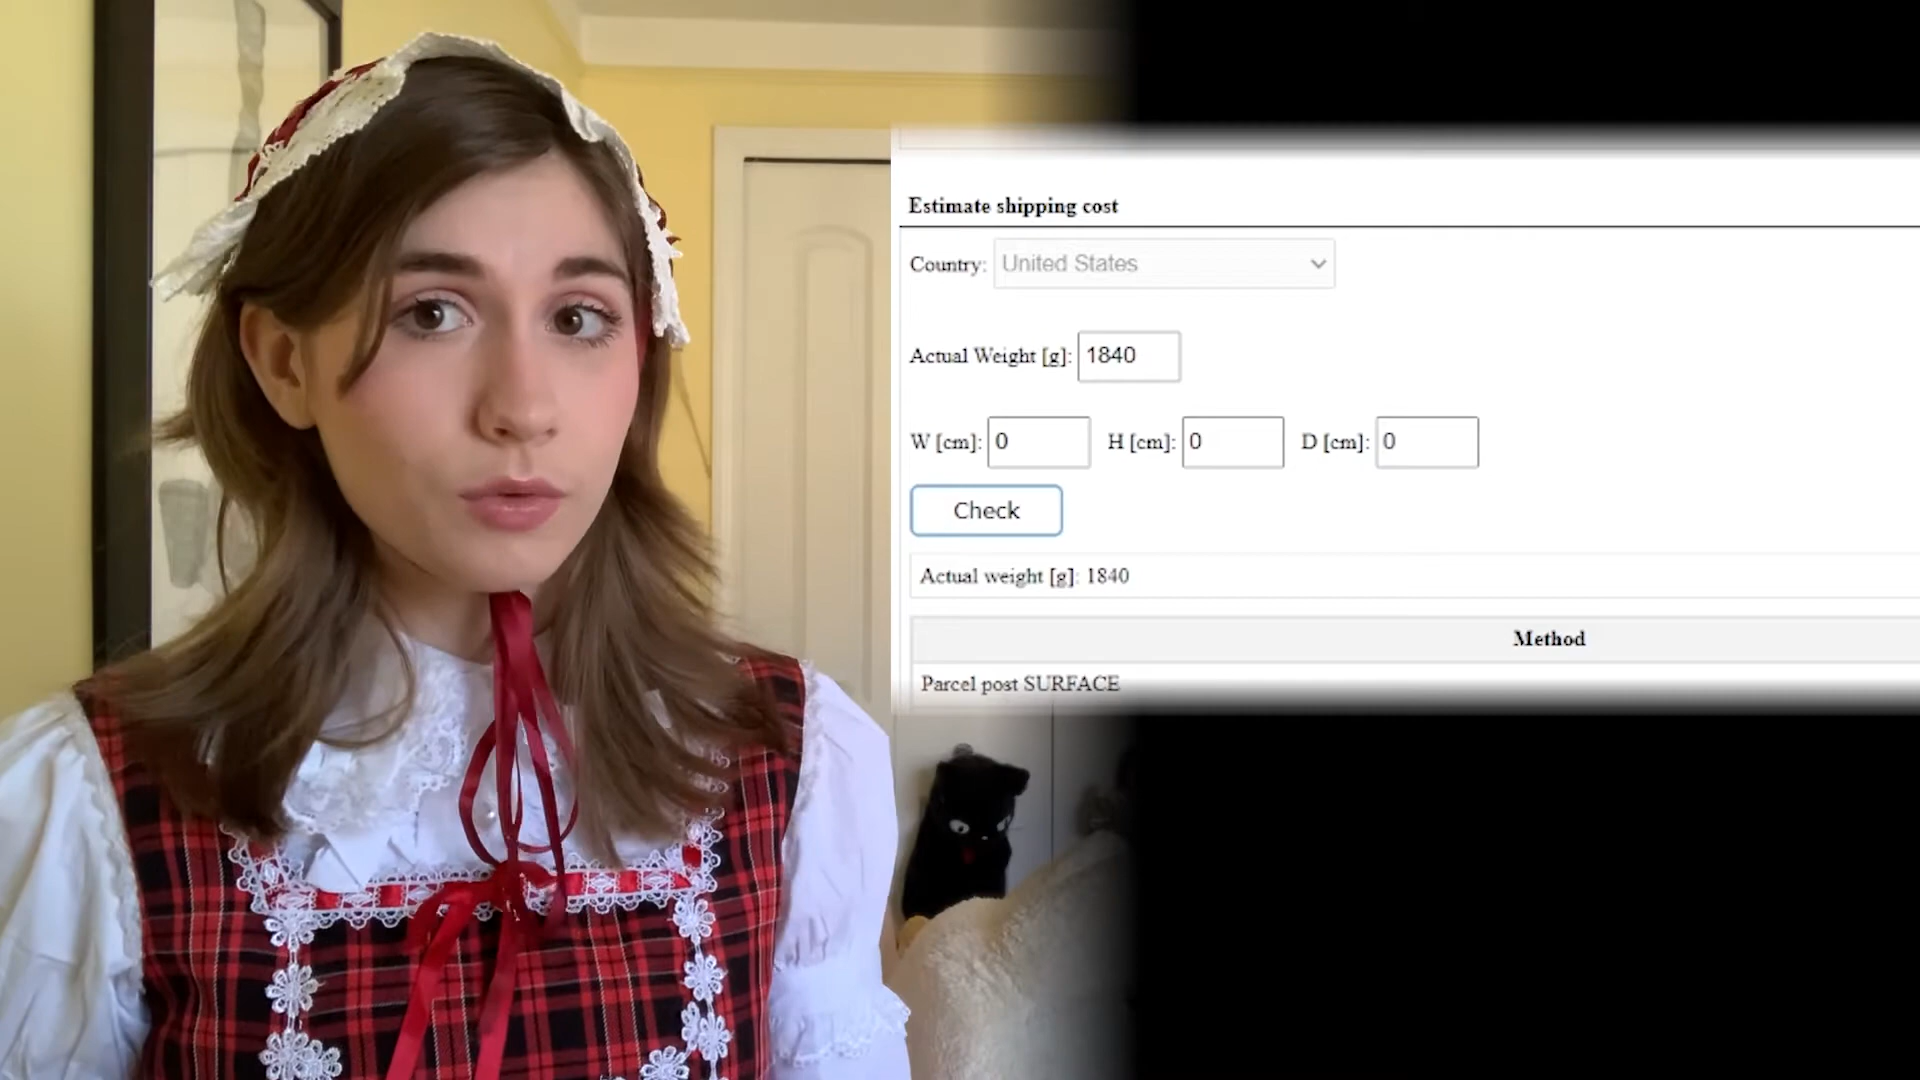 Estimate shipping cost
Country: United States
Actual Weight [g]: 1840
W [cm]: 0 H [cm]: 0 D [cm]: 0
Check
Actual weight [g]: 1840
Method
Parcel post SURFACE